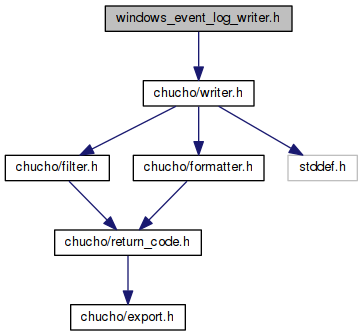 windows_event_log_writer.h
chucho/writer.h
chucho/filter.h
chucho/formatter.h
stddef.h
chucho/return_code.h
chucho/export.h